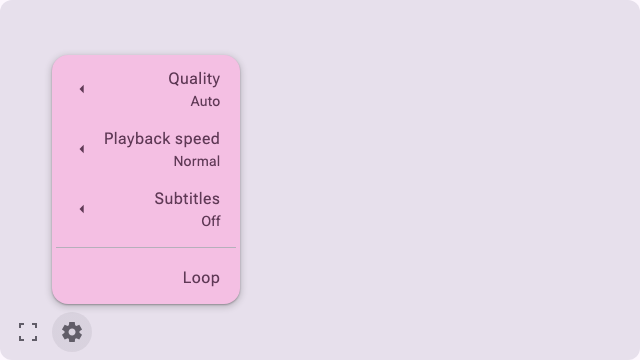 Quality
Auto
Playback speed
Normal
Subtitles
Off
Loop